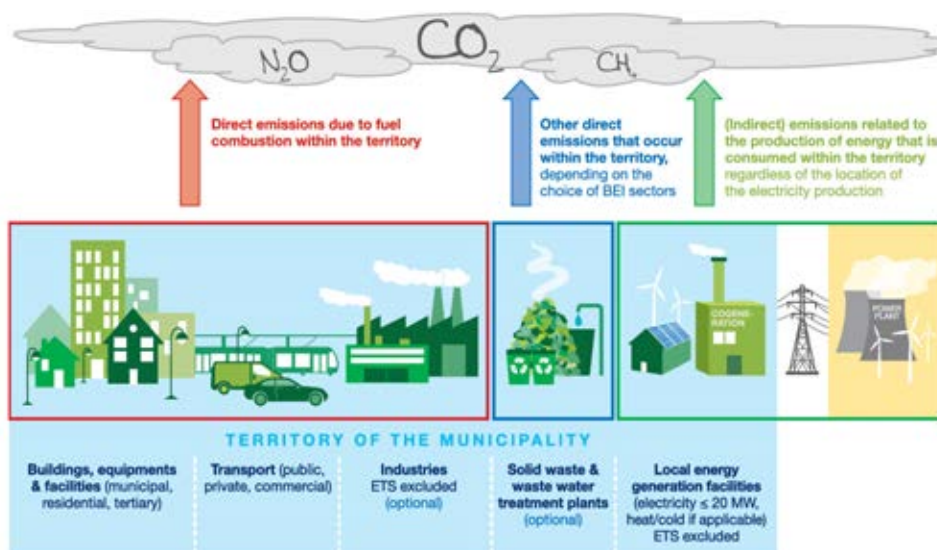 CO₂
N₂O
CH₄
Direct emissions due to fuel
combustion within the territory
Other direct
emissions that occur
within the territory,
depending on the
choice of BEI sectors
(Indirect) emissions related to
the production of energy that is
consumed within the territory
regardless of the location of
the electricity production
COGENE-
RATION
POWER
PLANT
TERRITORY OF THE MUNICIPALITY
Buildings, equipments
& facilities (municipal,
residential, tertiary)
Transport (public,
private, commercial)
Industries
ETS excluded
(optional)
Solid waste &
waste water
treatment plants
(optional)
Local energy
generation facilities
(electricity ≤ 20 MW,
heat/cold if applicable)
ETS excluded